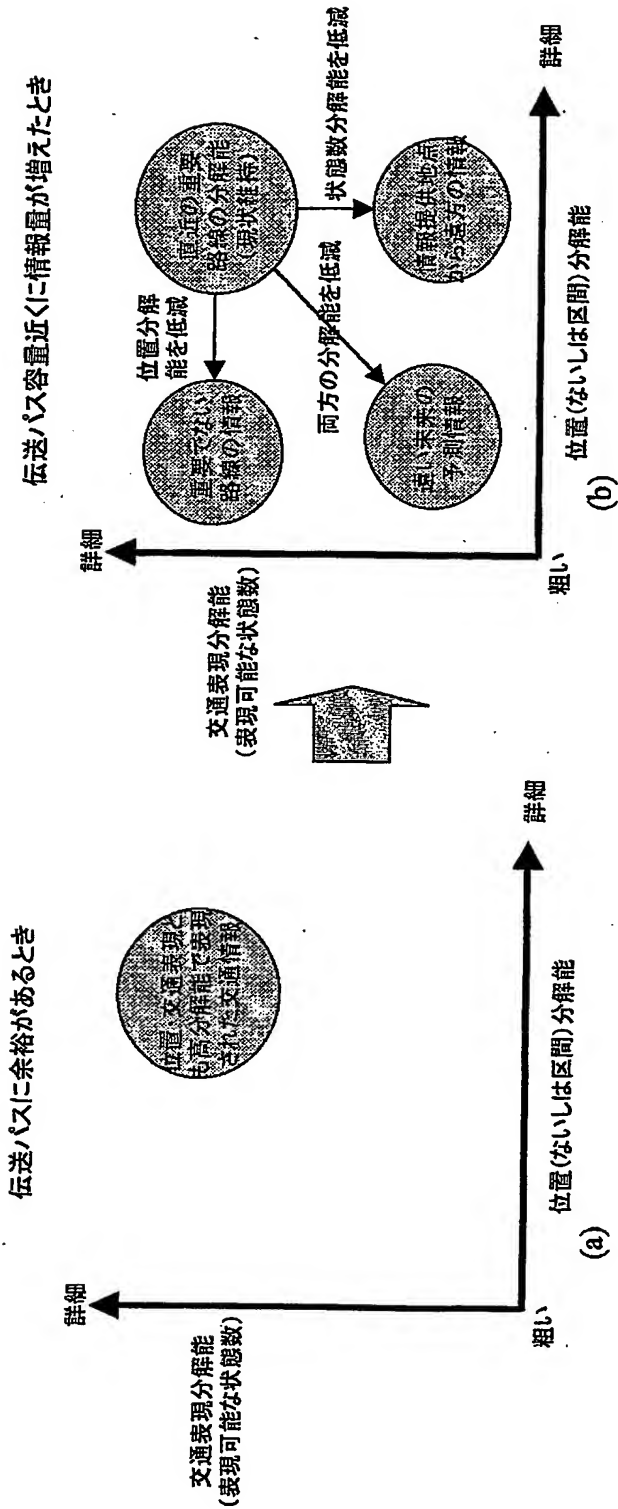 伝送パスに余裕があるとき
詳細
交通表現分解能
(表現可能な状態数)
位置・交通表現と
も高分解能で表現
された交通情報
粗い
位置(ないしは区間)分解能
詳細
(a)
伝送パス容量近くに情報量が増えたとき
詳細
交通表現分解能
(表現可能な状態数)
重要でない
路線の情報
位置分解
能を低減
直近の重要
路線の分解能
(現状維持)
両方の分解能を低減
状態数分解能を低減
遠い未来の
予測情報
情報提供地点
から遠方の情報
粗い
位置(ないしは区間)分解能
詳細
(b)